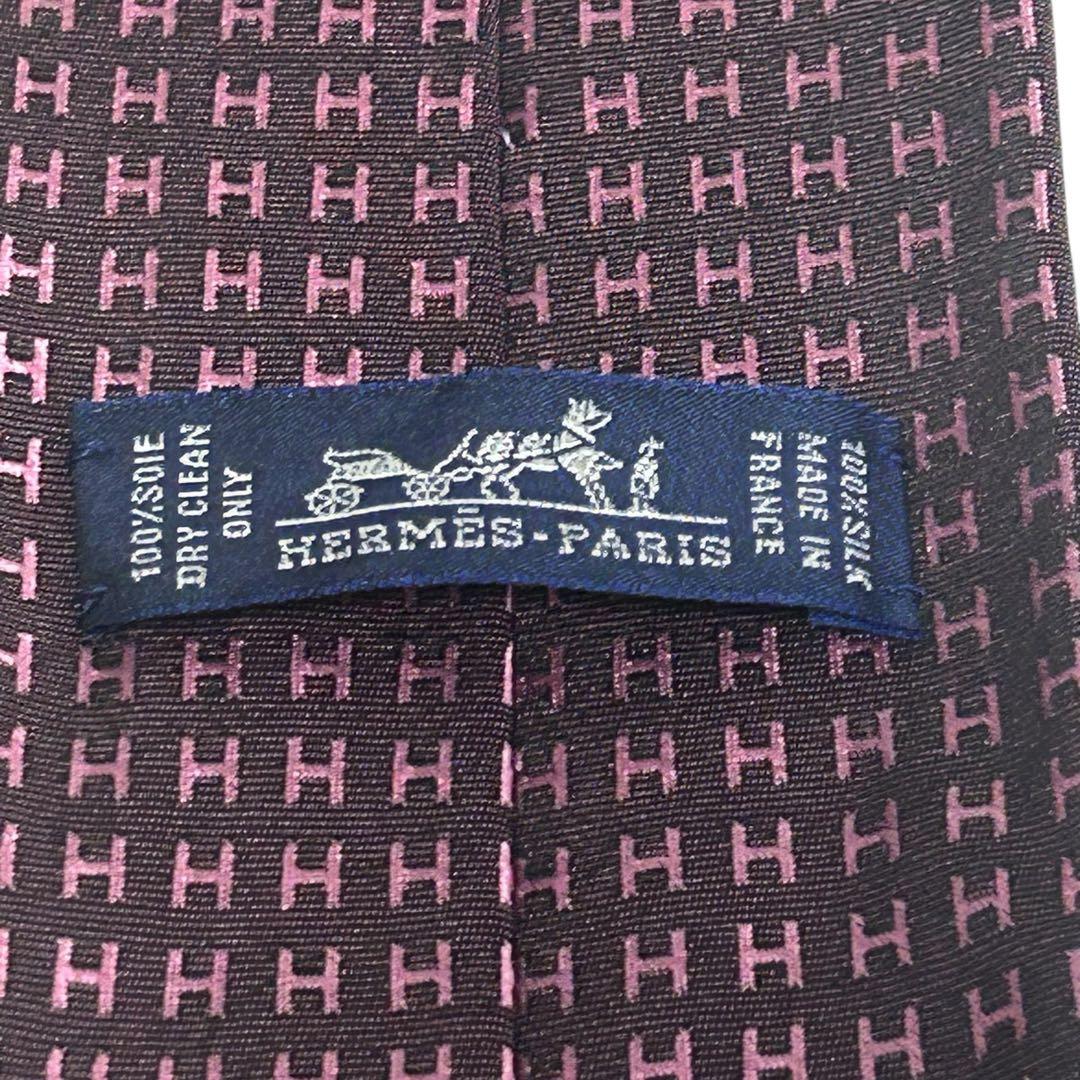 100%SOIE
DRY CLEAN
ONLY
HERMÈS-PARIS
100%SILK
MADE IN
FRANCE